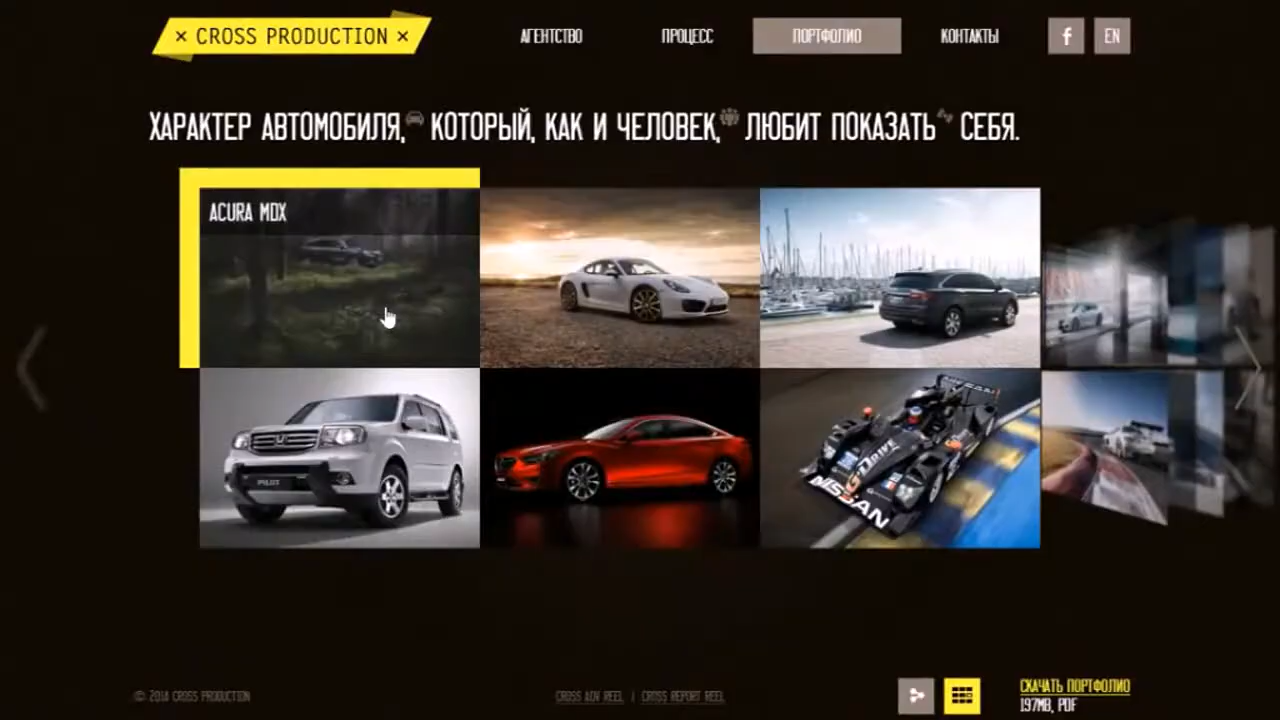 × CROSS PRODUCTION ×
АГЕНТСТВО
ПРОЦЕСС
ПОРТФОЛИО
КОНТАКТЫ
f
EN
ХАРАКТЕР АВТОМОБИЛЯ, КОТОРЫЙ, КАК И ЧЕЛОВЕК, ЛЮБИТ ПОКАЗАТЬ СЕБЯ.
ACURA MDX
PILOT
DRIVE
NISSAN
© 2014 CROSS PRODUCTION
CROSS ADV REEL | CROSS REPORT REEL
СКАЧАТЬ ПОРТФОЛИО
197MB, PDF